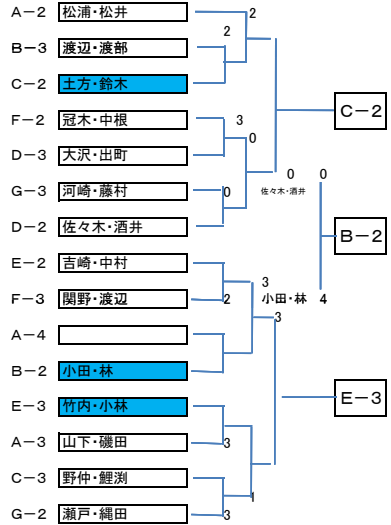 A－2 松浦・松井 2
2
B－3 渡辺・渡部
C－2 土方・鈴木
C－2
F－2 冠木・中根 3
0
D－3 大沢・出町
0 0
G－3 河崎・藤村 0
佐々木・酒井
D－2 佐々木・酒井
B－2
E－2 吉崎・中村
3
F－3 関野・渡辺 2
小田・林 4
3
A－4
B－2 小田・林
E－3
E－3 竹内・小林
A－3 山下・磯田 3
C－3 野仲・鯉渕
1
G－2 瀬戸・縄田 3